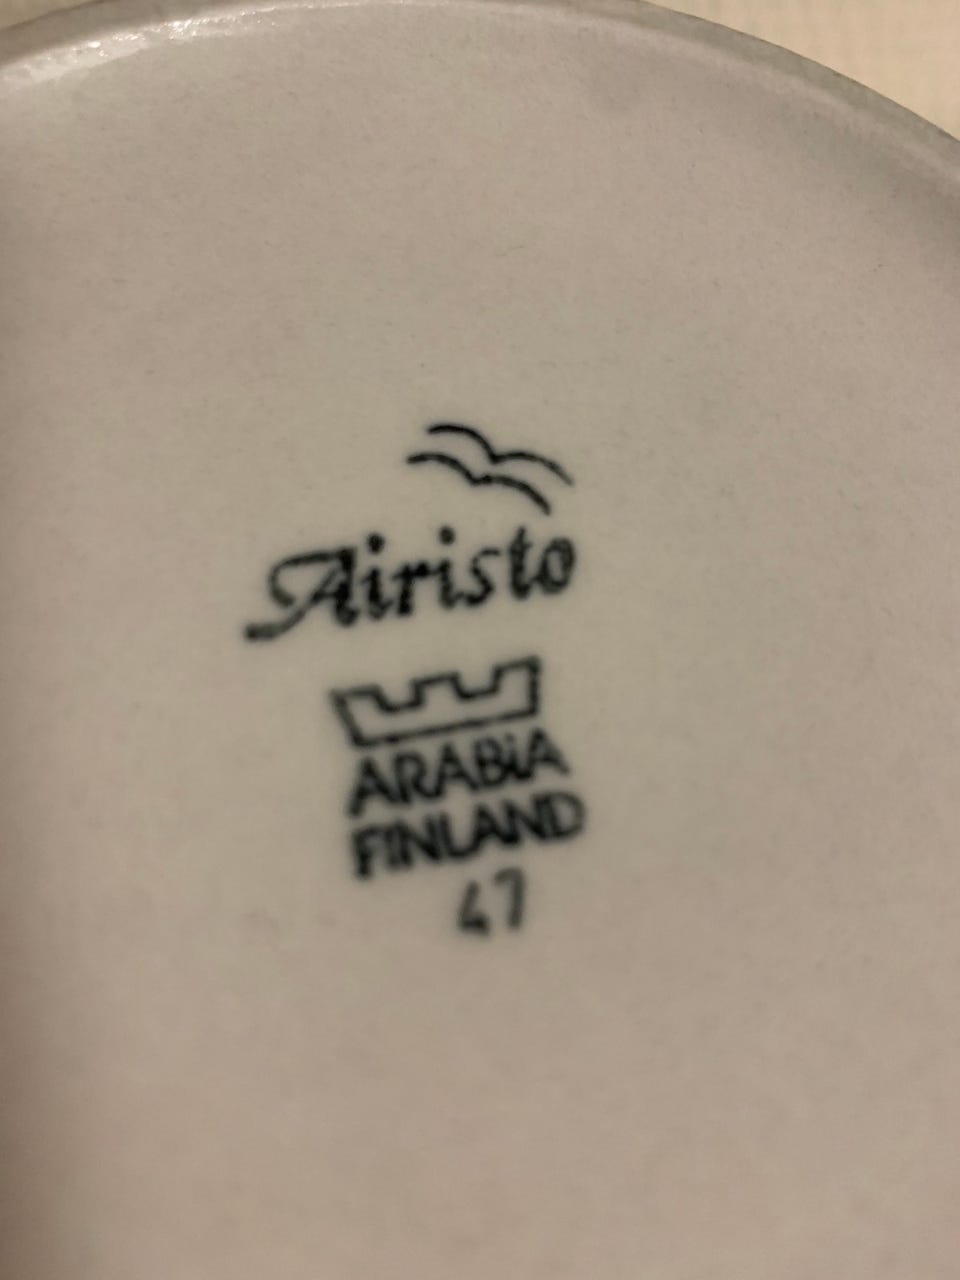 Airisto
ARABiA
FINLAND
47